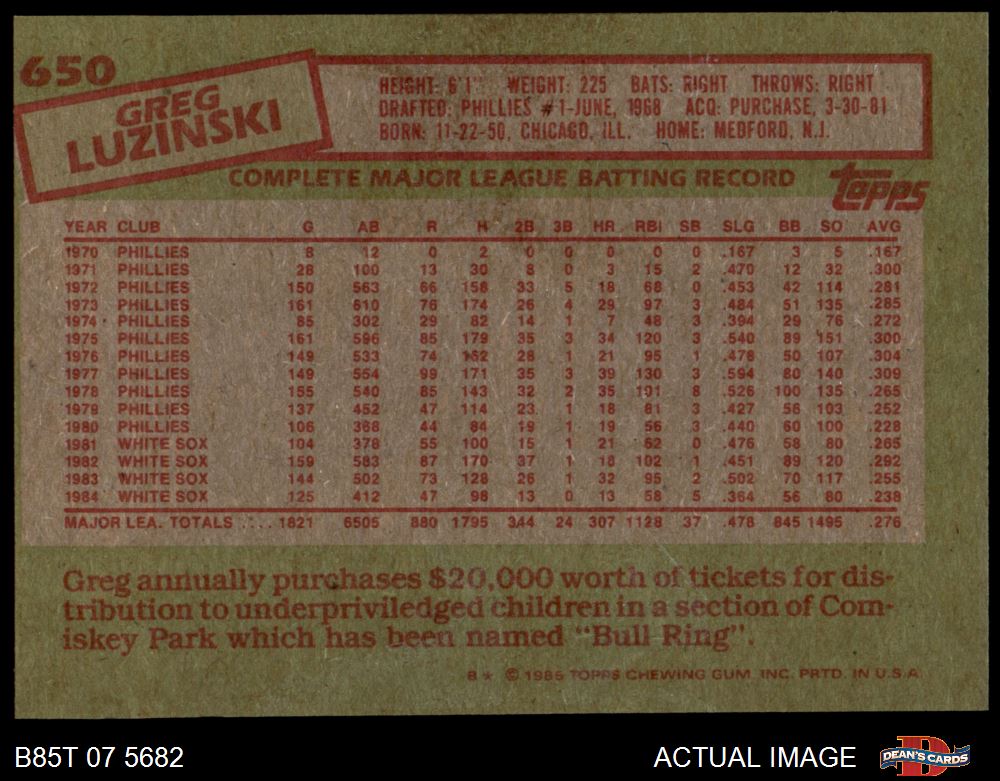 650
GREG
LUZINSKI
HEIGHT: 6'1" WEIGHT: 225 BATS: RIGHT THROWS: RIGHT
DRAFTED: PHILLIES #1-JUNE, 1968 ACQ: PURCHASE, 3-30-81
BORN: 11-22-50, CHICAGO, ILL. HOME: MEDFORD, N.J.
COMPLETE MAJOR LEAGUE BATTING RECORD
topps
YEAR CLUB G AB R H 2B 3B HR RBI SB SLG BB SO AVG
1970 PHILLIES 8 12 0 2 0 0 0 0 0 .167 3 5 .167
1971 PHILLIES 28 100 13 30 8 0 3 15 2 .470 12 32 .300
1972 PHILLIES 150 563 66 158 33 5 18 68 0 .453 42 114 .281
1973 PHILLIES 161 610 76 174 26 4 29 97 3 .484 51 135 .285
1974 PHILLIES 85 302 29 82 14 1 7 48 3 .394 29 76 .272
1975 PHILLIES 161 596 85 179 35 3 34 120 3 .540 89 151 .300
1976 PHILLIES 149 533 74 162 28 1 21 95 1 .478 50 107 .304
1977 PHILLIES 149 554 99 171 35 3 39 130 3 .594 80 140 .309
1978 PHILLIES 155 540 85 143 32 2 35 101 8 .526 100 135 .265
1979 PHILLIES 137 452 47 114 23 1 18 81 3 .427 56 103 .252
1980 PHILLIES 106 368 44 84 19 1 19 56 3 .440 60 100 .228
1981 WHITE SOX 104 378 55 100 15 1 21 62 0 .476 58 80 .265
1982 WHITE SOX 159 583 87 170 37 1 18 102 1 .451 89 120 .292
1983 WHITE SOX 144 502 73 128 26 1 32 95 2 .502 70 117 .255
1984 WHITE SOX 125 412 47 98 13 0 13 58 5 .364 56 80 .238
MAJOR LEA. TOTALS .... 1821 6505 880 1795 344 24 307 1128 37 .478 845 1495 .276
Greg annually purchases $20,000 worth of tickets for dis-
tribution to underpriviledged children in a section of Com-
iskey Park which has been named "Bull Ring".
B* © 1985 TOPPS CHEWING GUM, INC. PRTD. IN U.S.A.
B85T 07 5682
ACTUAL IMAGE
DEAN'S CARDS